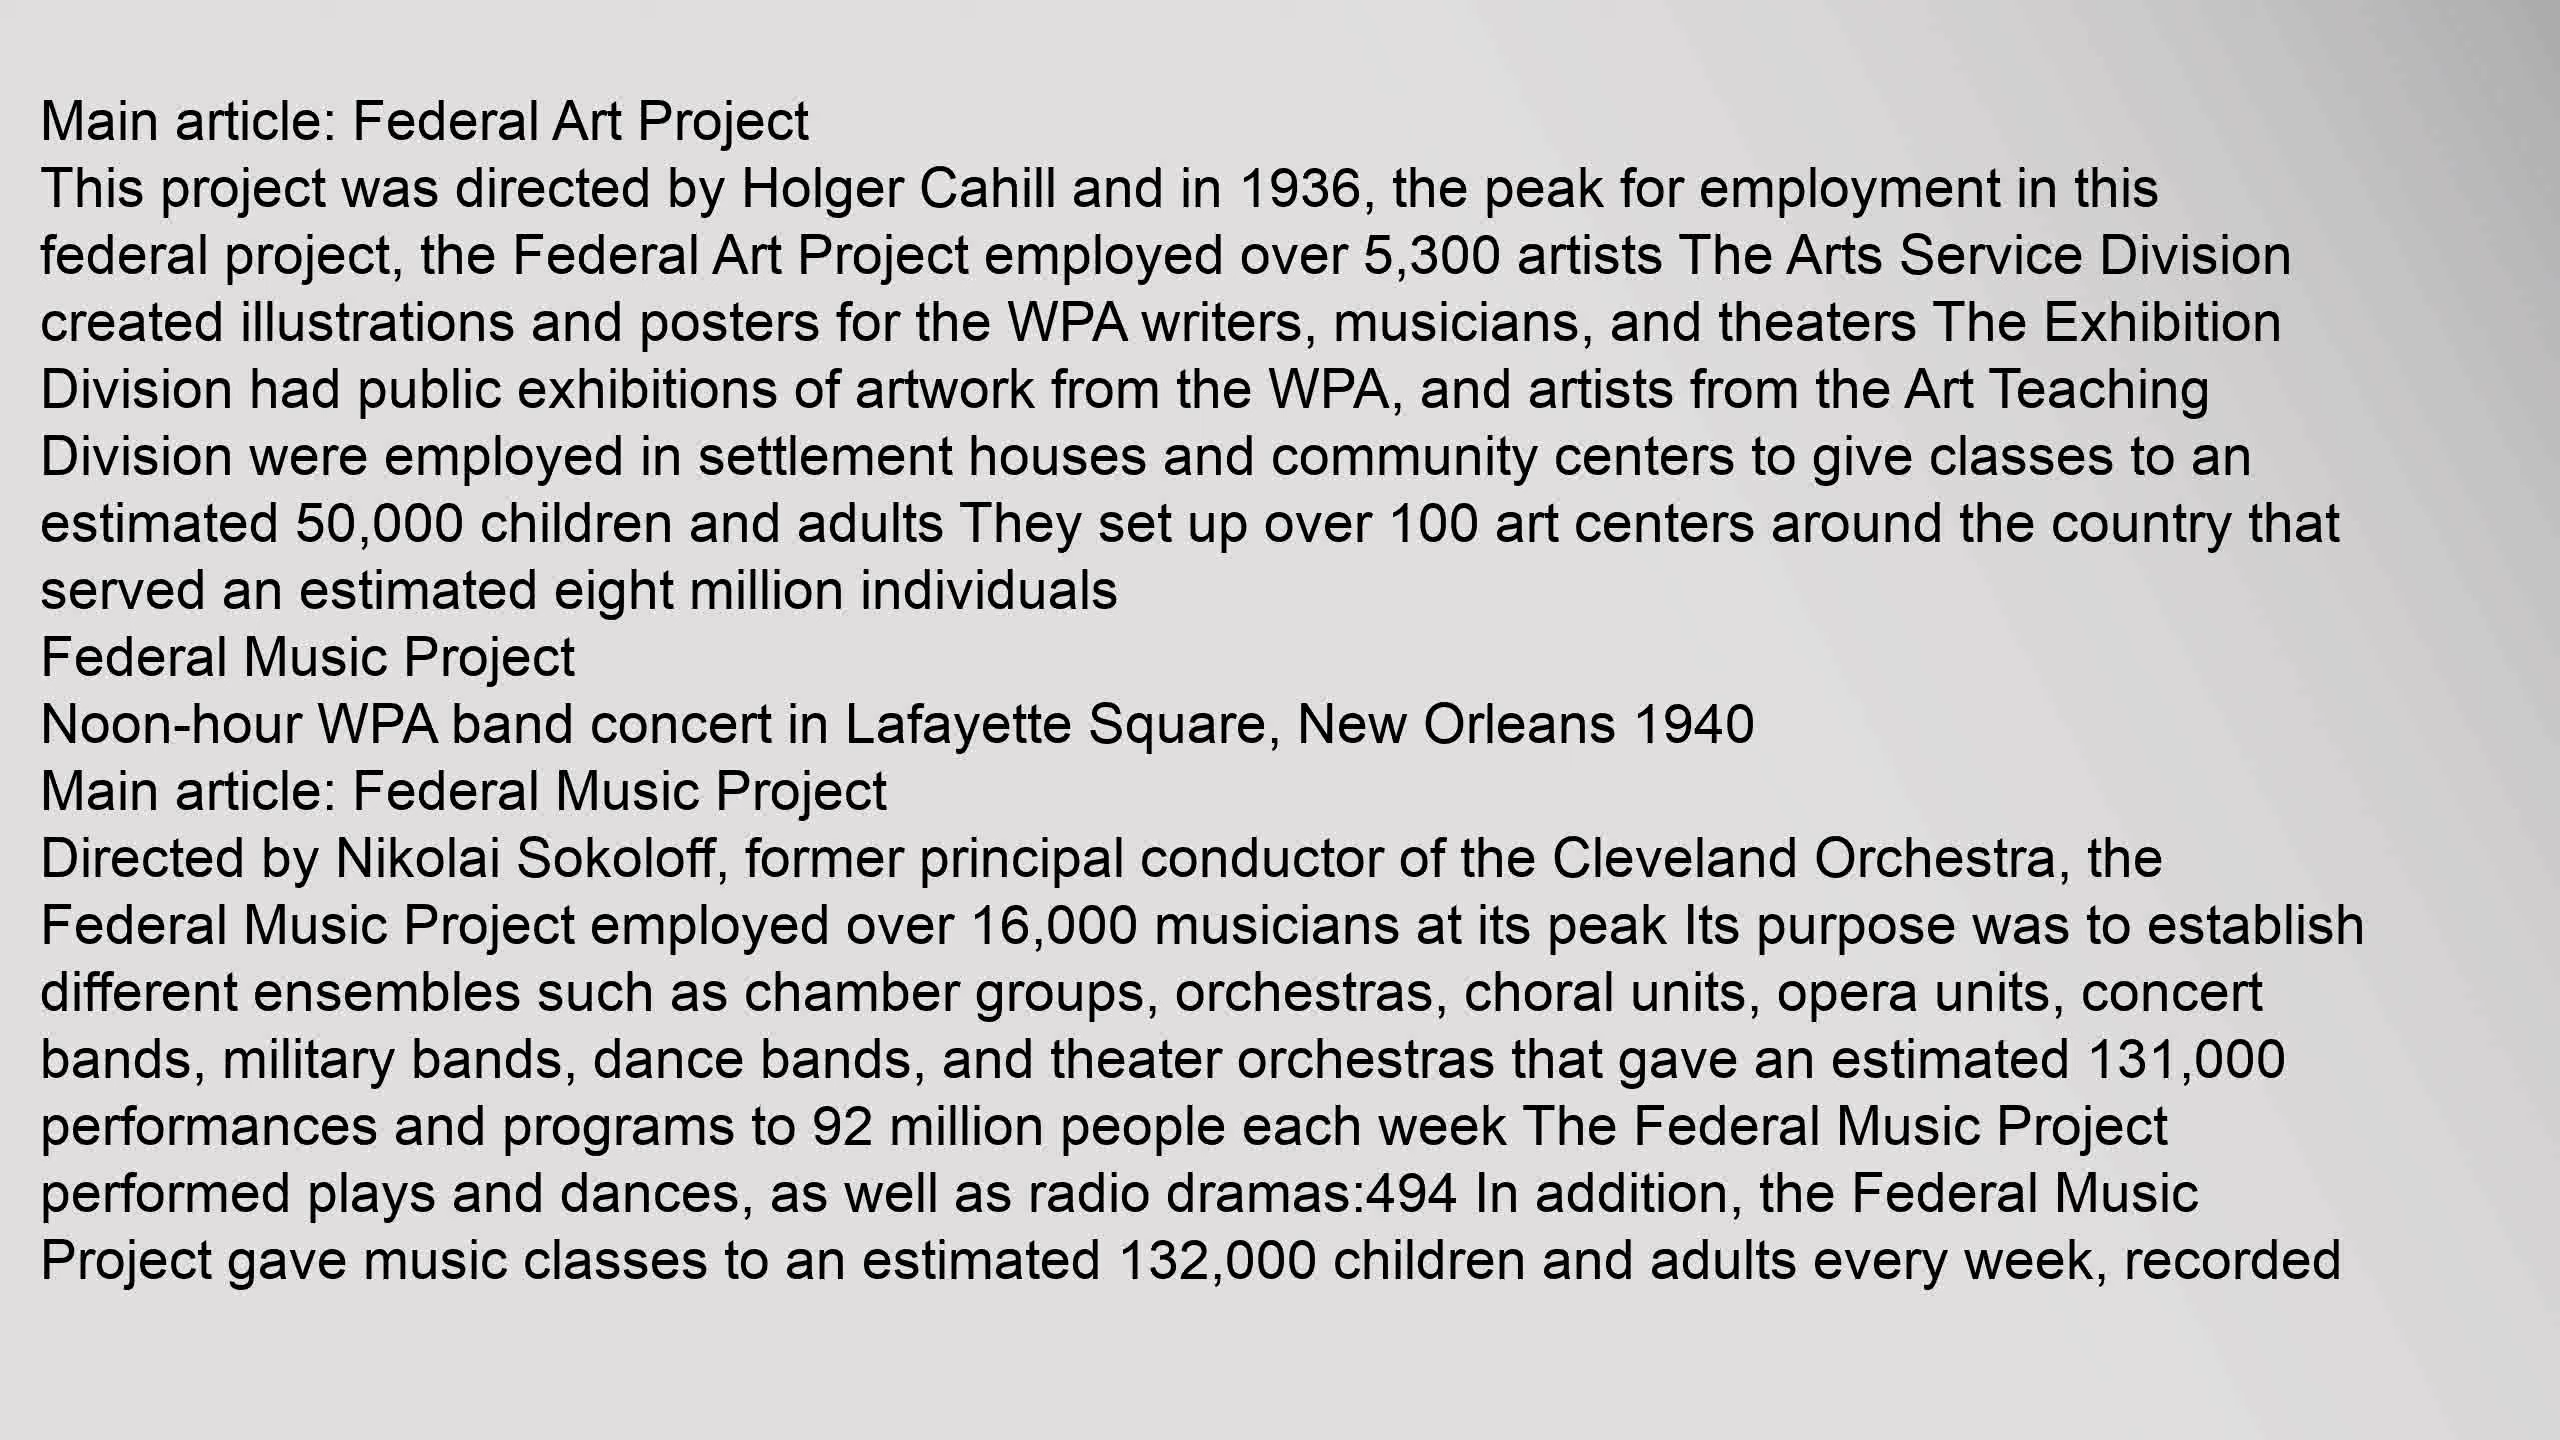 Main article: Federal Art Project
This project was directed by Holger Cahill and in 1936, the peak for employment in this
federal project, the Federal Art Project employed over 5,300 artists The Arts Service Division
created illustrations and posters for the WPA writers, musicians, and theaters The Exhibition
Division had public exhibitions of artwork from the WPA, and artists from the Art Teaching
Division were employed in settlement houses and community centers to give classes to an
estimated 50,000 children and adults They set up over 100 art centers around the country that
served an estimated eight million individuals
Federal Music Project
Noon-hour WPA band concert in Lafayette Square, New Orleans 1940
Main article: Federal Music Project
Directed by Nikolai Sokoloff, former principal conductor of the Cleveland Orchestra, the
Federal Music Project employed over 16,000 musicians at its peak Its purpose was to establish
different ensembles such as chamber groups, orchestras, choral units, opera units, concert
bands, military bands, dance bands, and theater orchestras that gave an estimated 131,000
performances and programs to 92 million people each week The Federal Music Project
performed plays and dances, as well as radio dramas:494 In addition, the Federal Music
Project gave music classes to an estimated 132,000 children and adults every week, recorded